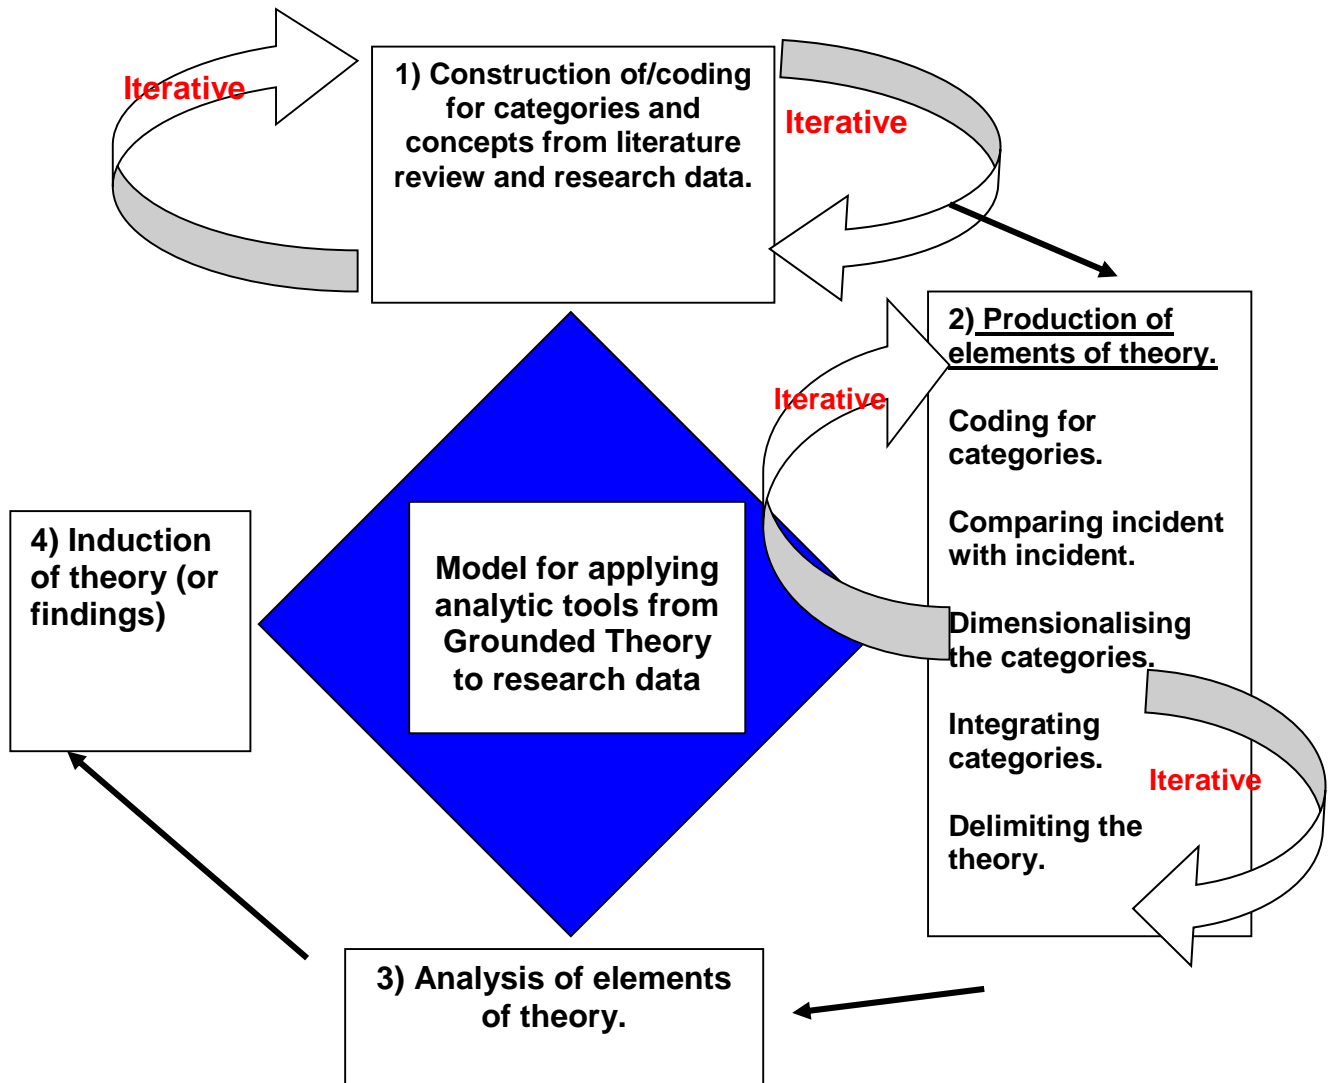 Iterative
1) Construction of/coding
for categories and
concepts from literature
review and research data.
Iterative
2) Production of
elements of theory.
Iterative
Coding for
categories.
Comparing incident
with incident.
Dimensionalising
the categories.
Integrating
categories.
Iterative
Delimiting the
theory.
Model for applying
analytic tools from
Grounded Theory
to research data
4) Induction
of theory (or
findings)
3) Analysis of elements
of theory.